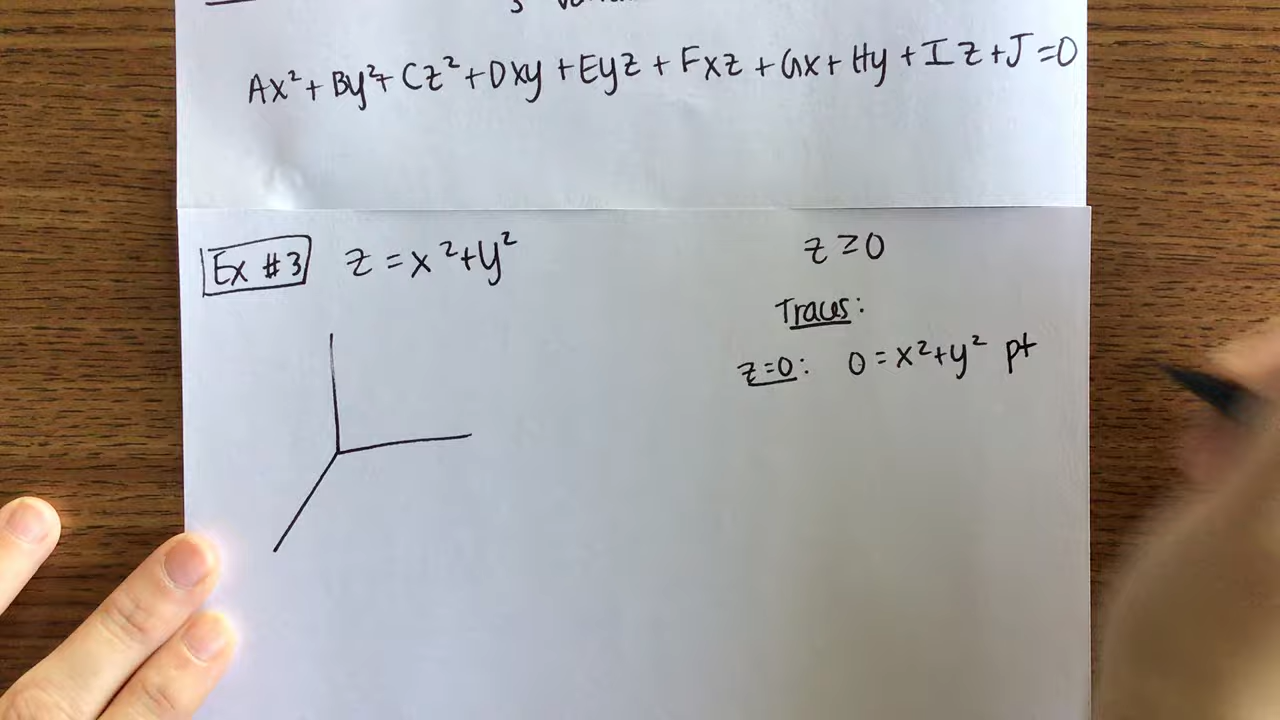 Ax² + By² + Cz² + Dxy + Eyz + Fxz + Gx + Hy + Iz + J = 0
Ex #3 z = x² + y²
z ≥ 0
Traces:
z=0: 0 = x² + y² pt